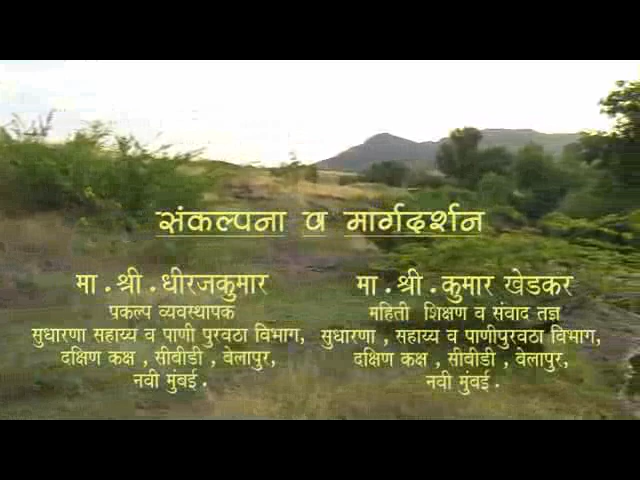 संकल्पना व मार्गदर्शन
मा . श्री . धीरजकुमार
प्रकल्प व्यवस्थापक
सुधारणा सहाय्य व पाणी पुरवठा विभाग,
दक्षिण कक्ष , सीवीडी , वेलापुर,
नवी मुंबई .
मा . श्री . कुमार खेडकर
महिती शिक्षण व संवाद तज्ञ
सुधारणा , सहाय्य व पाणीपुरवठा विभाग,
दक्षिण कक्ष , सीवीडी , वेलापुर,
नवी मुंबई .